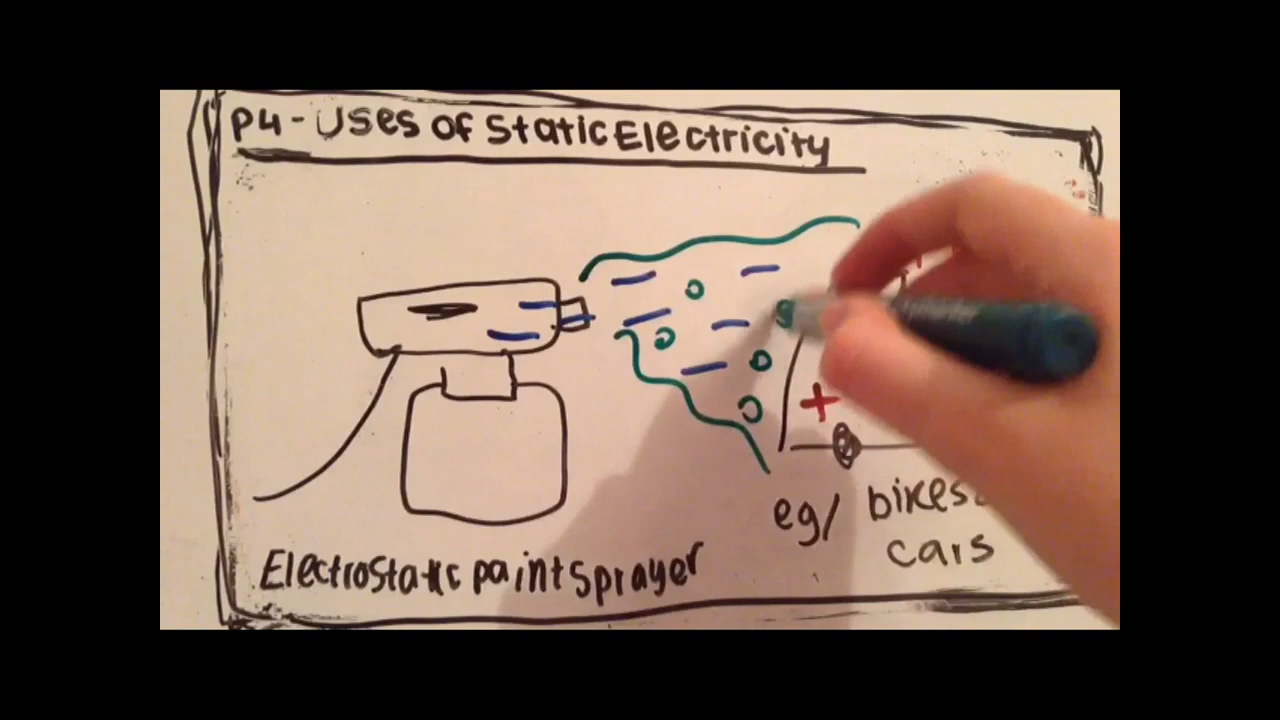 P4 - Uses of Static Electricity
+
eg/ bikes
cars
Electrostatic paint sprayer